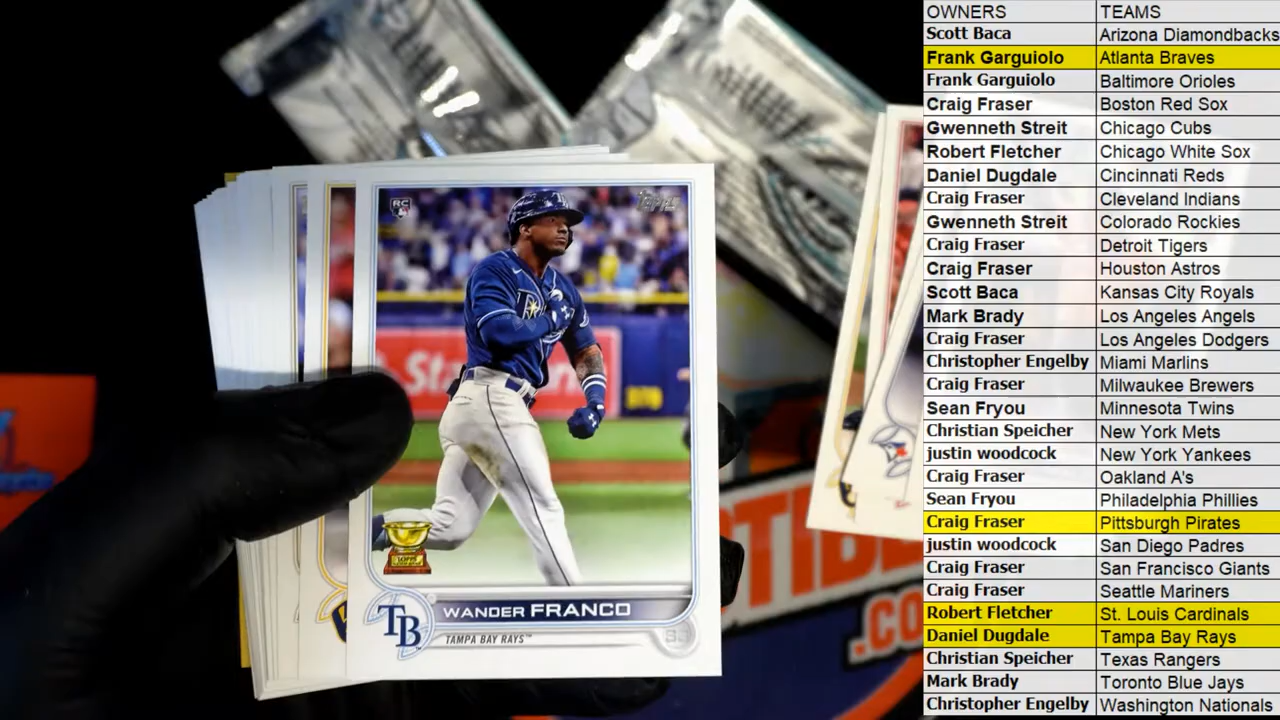 RC
Topps
WANDER FRANCO
TAMPA BAY RAYS™
TB
TOPPS
.CO
OWNERS TEAMS
Scott Baca Arizona Diamondbacks
Frank Garguiolo Atlanta Braves
Frank Garguiolo Baltimore Orioles
Craig Fraser Boston Red Sox
Gwenneth Streit Chicago Cubs
Robert Fletcher Chicago White Sox
Daniel Dugdale Cincinnati Reds
Craig Fraser Cleveland Indians
Gwenneth Streit Colorado Rockies
Craig Fraser Detroit Tigers
Craig Fraser Houston Astros
Scott Baca Kansas City Royals
Mark Brady Los Angeles Angels
Craig Fraser Los Angeles Dodgers
Christopher Engelby Miami Marlins
Craig Fraser Milwaukee Brewers
Sean Fryou Minnesota Twins
Christian Speicher New York Mets
justin woodcock New York Yankees
Craig Fraser Oakland A's
Sean Fryou Philadelphia Phillies
Craig Fraser Pittsburgh Pirates
justin woodcock San Diego Padres
Craig Fraser San Francisco Giants
Craig Fraser Seattle Mariners
Robert Fletcher St. Louis Cardinals
Daniel Dugdale Tampa Bay Rays
Christian Speicher Texas Rangers
Mark Brady Toronto Blue Jays
Christopher Engelby Washington Nationals